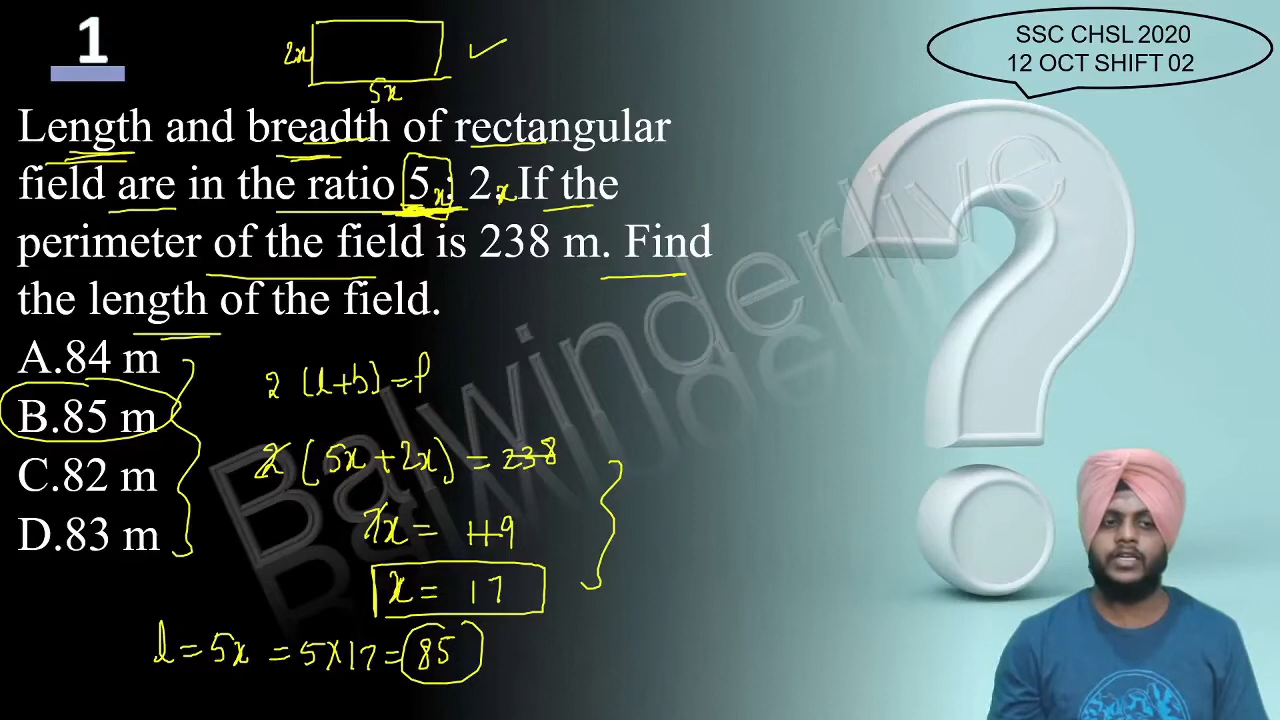 1
2x
5x
SSC CHSL 2020
12 OCT SHIFT 02
Length and breadth of rectangular
field are in the ratio 5x: 2x If the
perimeter of the field is 238 m. Find
the length of the field.
A.84 m
B.85 m
C.82 m
D.83 m
2 (l+b) = P
2 (5x+2x) = 238
7x = 119
x = 17
l = 5x = 5x17 = 85
Balwinderlive